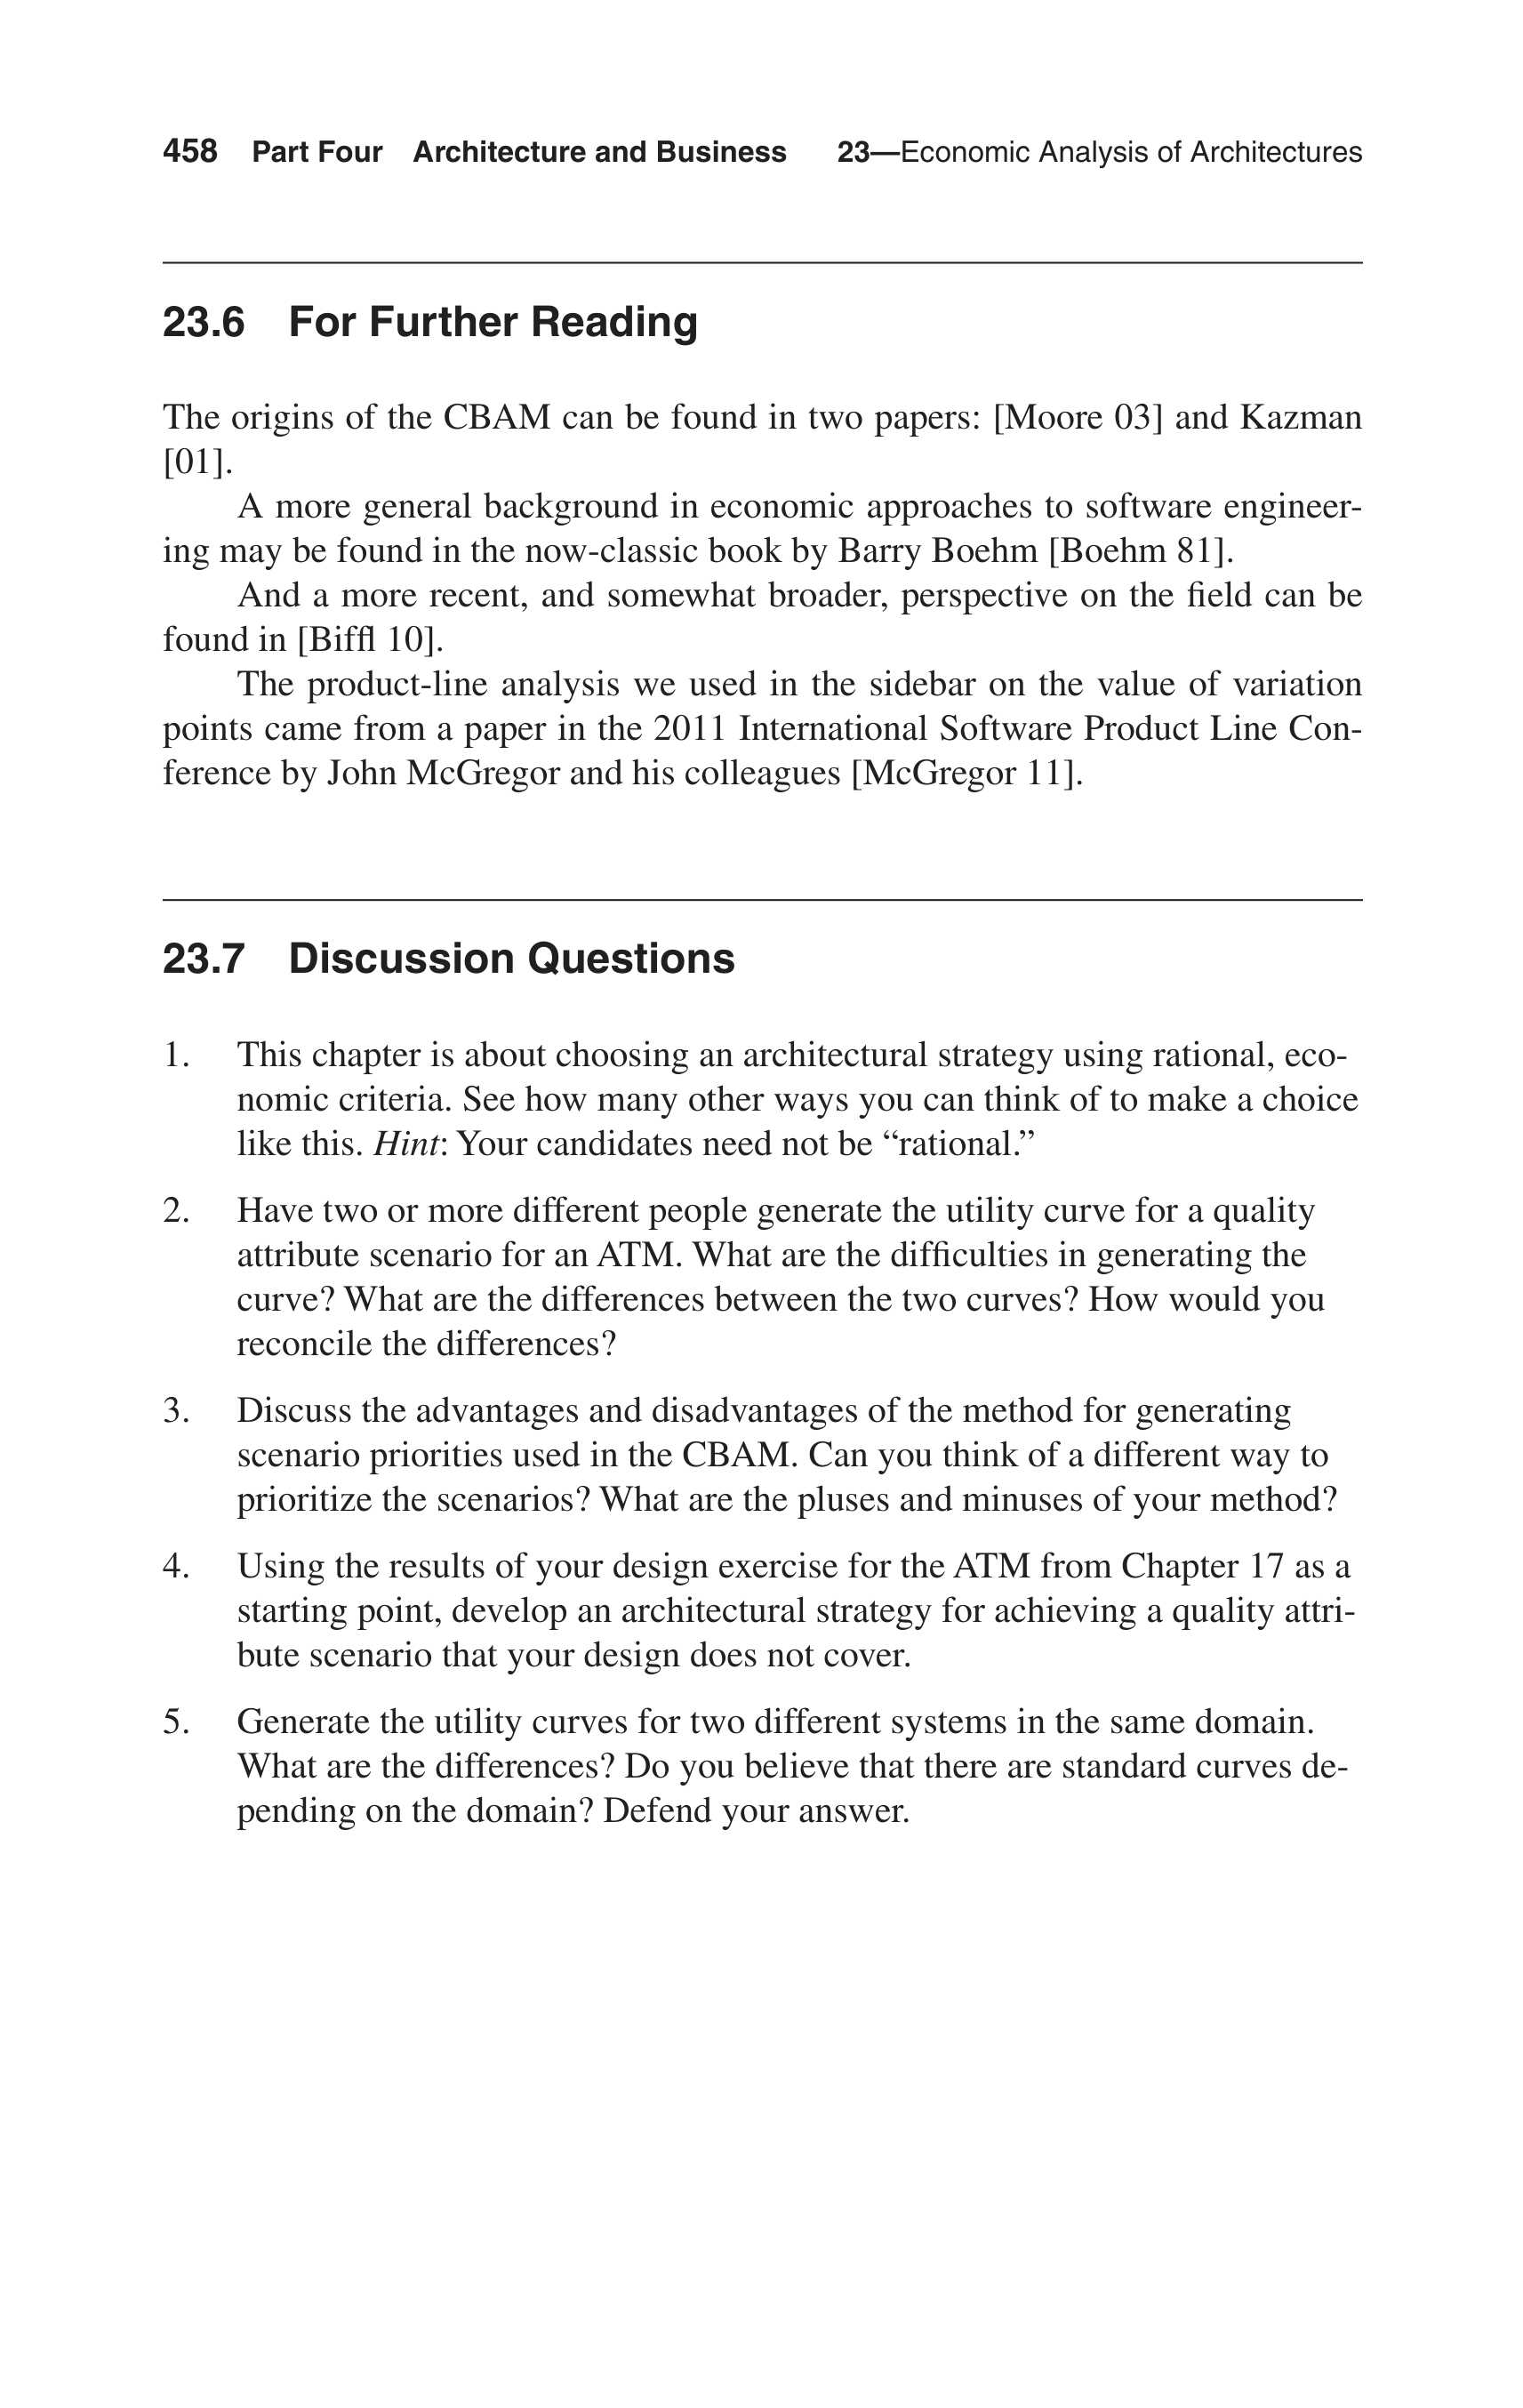 458 Part Four Architecture and Business 23—Economic Analysis of Architectures
23.6 For Further Reading
The origins of the CBAM can be found in two papers: [Moore 03] and Kazman
[01].
A more general background in economic approaches to software engineer-
ing may be found in the now-classic book by Barry Boehm [Boehm 81].
And a more recent, and somewhat broader, perspective on the field can be
found in [Biffl 10].
The product-line analysis we used in the sidebar on the value of variation
points came from a paper in the 2011 International Software Product Line Con-
ference by John McGregor and his colleagues [McGregor 11].
23.7 Discussion Questions
1. This chapter is about choosing an architectural strategy using rational, eco-
nomic criteria. See how many other ways you can think of to make a choice
like this. Hint: Your candidates need not be “rational.”
2. Have two or more different people generate the utility curve for a quality
attribute scenario for an ATM. What are the difficulties in generating the
curve? What are the differences between the two curves? How would you
reconcile the differences?
3. Discuss the advantages and disadvantages of the method for generating
scenario priorities used in the CBAM. Can you think of a different way to
prioritize the scenarios? What are the pluses and minuses of your method?
4. Using the results of your design exercise for the ATM from Chapter 17 as a
starting point, develop an architectural strategy for achieving a quality attri-
bute scenario that your design does not cover.
5. Generate the utility curves for two different systems in the same domain.
What are the differences? Do you believe that there are standard curves de-
pending on the domain? Defend your answer.